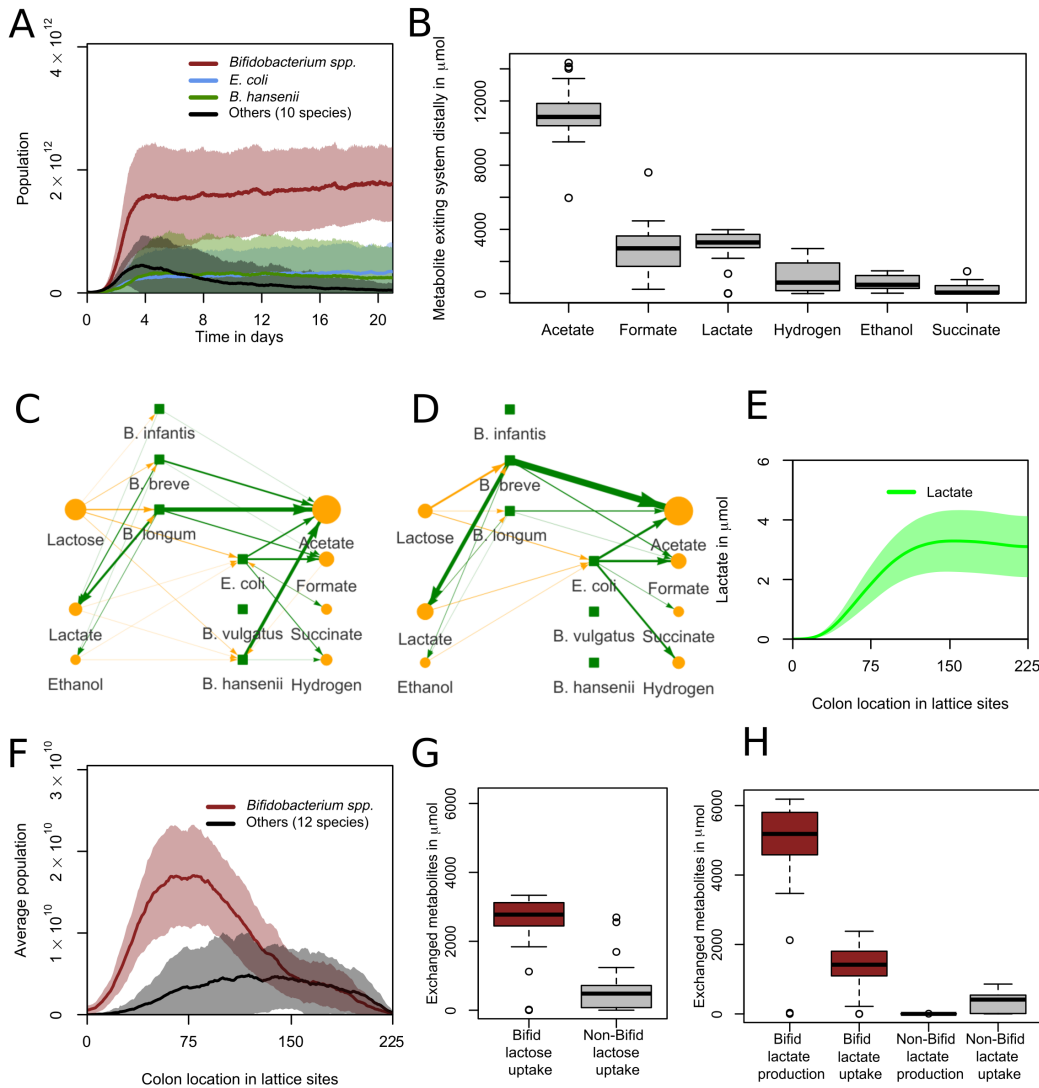 A
4 × 10^12
2 × 10^12
0
Population
Bifidobacterium spp.
E. coli
B. hansenii
Others (10 species)
0 4 8 12 16 20
Time in days
B
Metabolite exiting system distally in μmol
12000
8000
4000
0
Acetate Formate Lactate Hydrogen Ethanol Succinate
C
B. infantis
B. breve
Lactose
B. longum
Acetate
E. coli
Formate
Lactate
B. vulgatus
Succinate
Ethanol
B. hansenii
Hydrogen
D
B. infantis
B. breve
Lactose
B. longum
Acetate
E. coli
Formate
Lactate
B. vulgatus
Succinate
Ethanol
B. hansenii
Hydrogen
E
Lactate in μmol
6
4
2
0
Lactate
0 75 150 225
Colon location in lattice sites
F
Average population
3 × 10^10
2 × 10^10
1 × 10^10
0
Bifidobacterium spp.
Others (12 species)
0 75 150 225
Colon location in lattice sites
G
Exchanged metabolites in μmol
6000
4000
2000
0
Bifid Non-Bifid
lactose lactose
uptake uptake
H
Exchanged metabolites in μmol
6000
4000
2000
0
Bifid Bifid Non-Bifid Non-Bifid
lactate lactate lactate lactate
production uptake production uptake